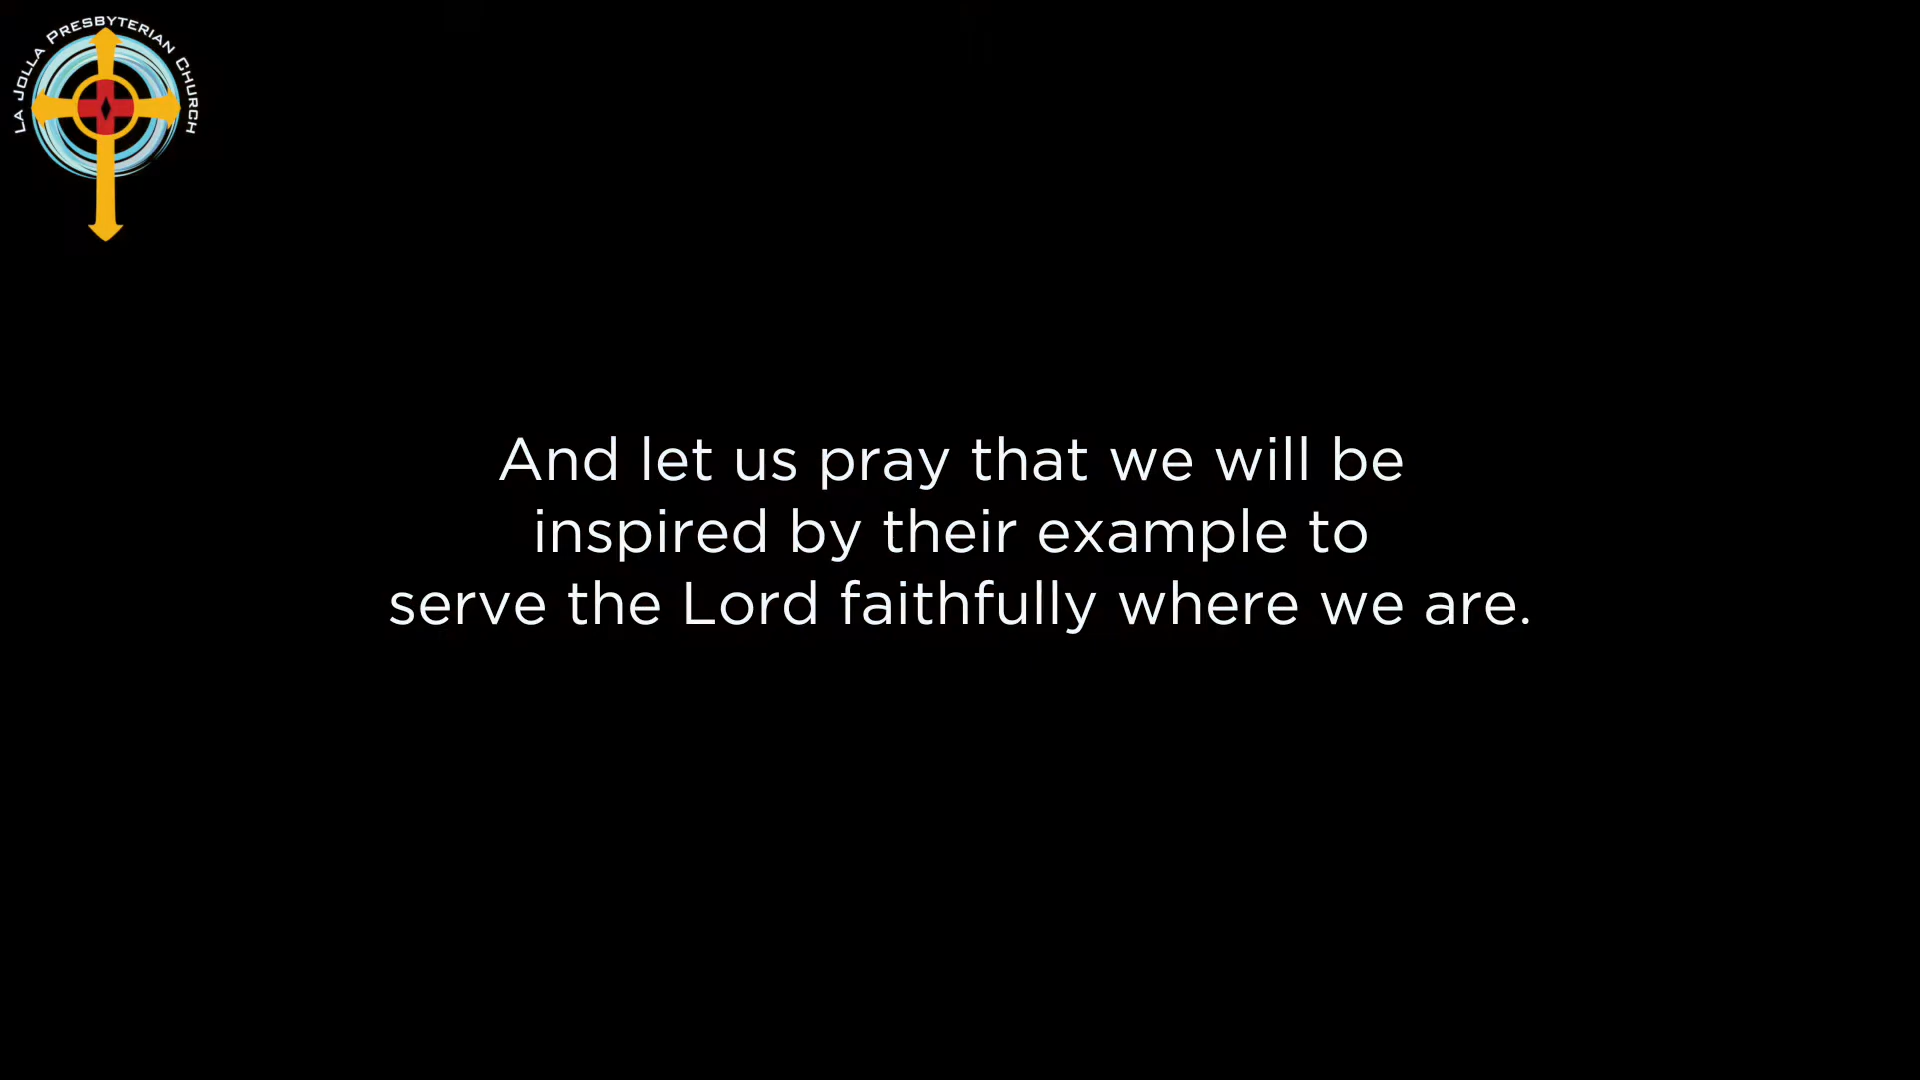 La Jolla Presbyterian Church
And let us pray that we will be
inspired by their example to
serve the Lord faithfully where we are.